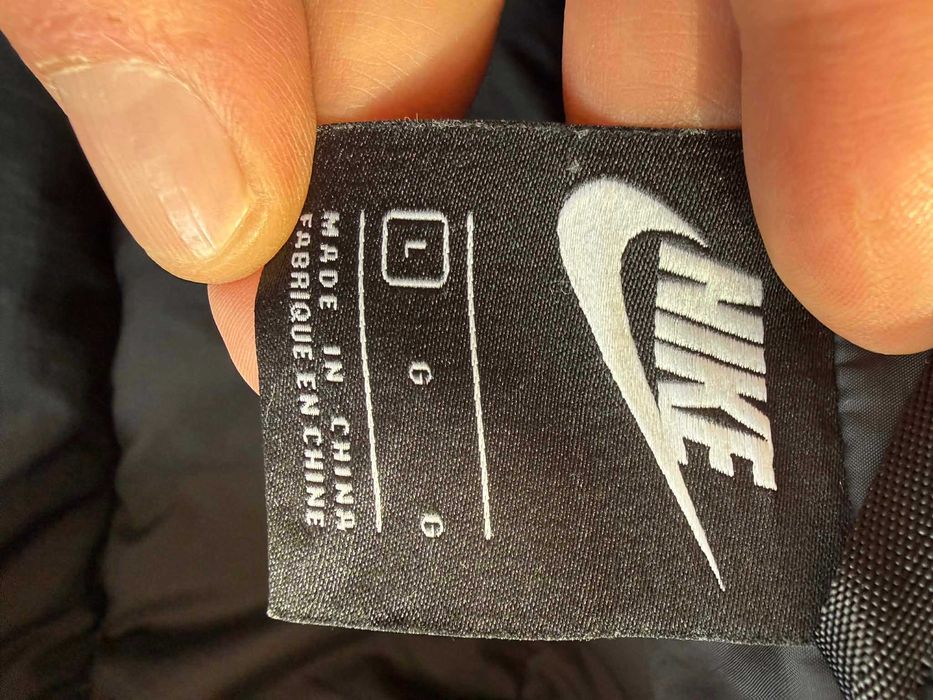 NIKE
L G G
MADE IN CHINA
FABRIQUE EN CHINE